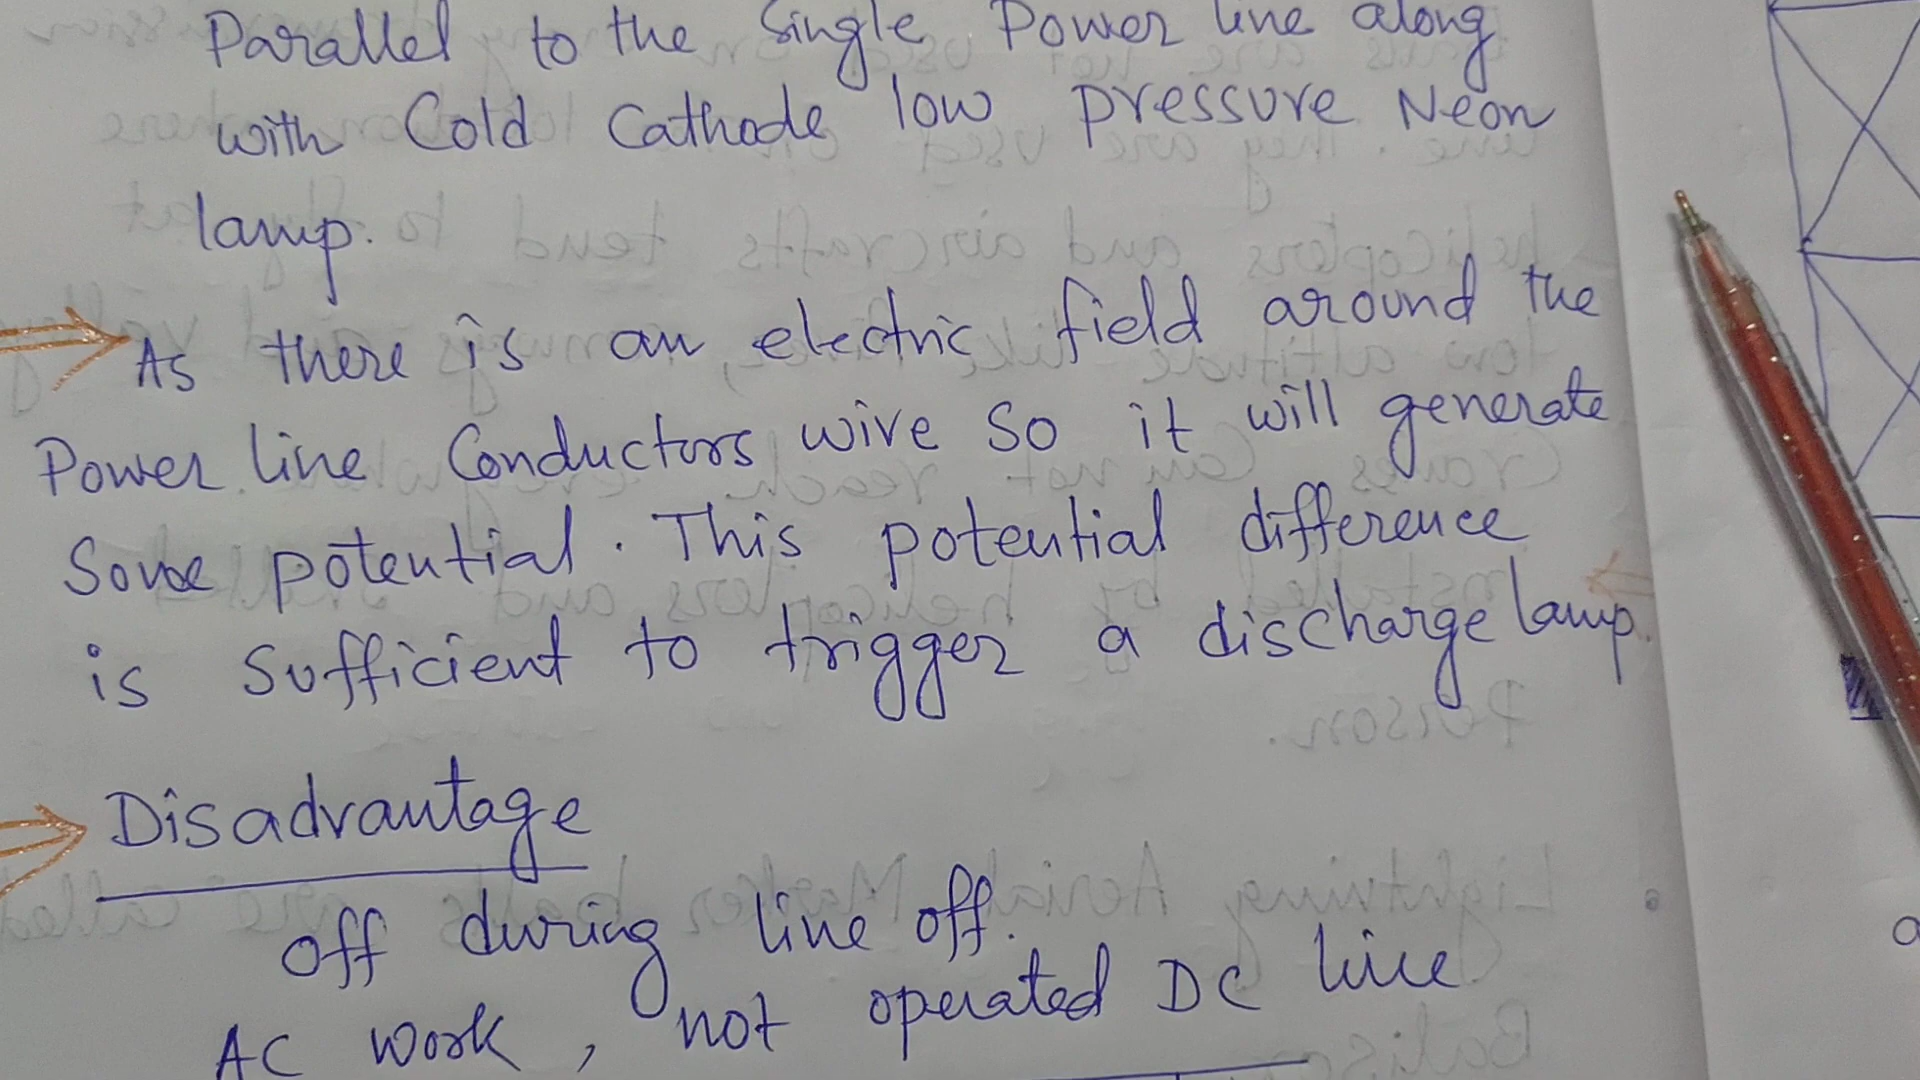 Parallel to the Single Power line along
with Cold Cathode low pressure Neon
lamp.
As there is an electric field around the
Power line Conductors wire so it will generate
Some potential. This potential difference
is sufficient to trigger a discharge lamp.
Disadvantage
off during line off.
AC work, not operated DC line